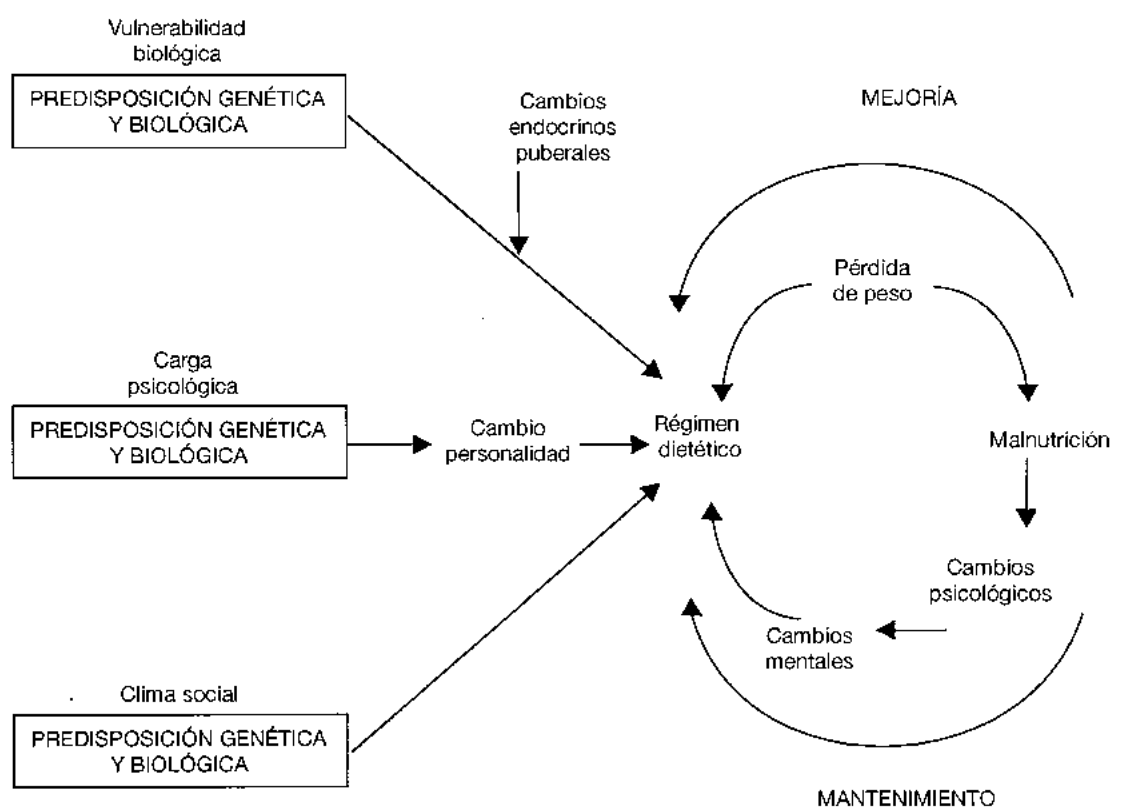 Vulnerabilidad
biológica
PREDISPOSICIÓN GENÉTICA
Y BIOLÓGICA
Cambios
endocrinos
puberales
MEJORÍA
Pérdida
de peso
Carga
psicológica
PREDISPOSICIÓN GENÉTICA
Y BIOLÓGICA
Cambio
personalidad
Régimen
dietético
Malnutrición
Cambios
psicológicos
Cambios
mentales
Clima social
PREDISPOSICIÓN GENÉTICA
Y BIOLÓGICA
MANTENIMIENTO